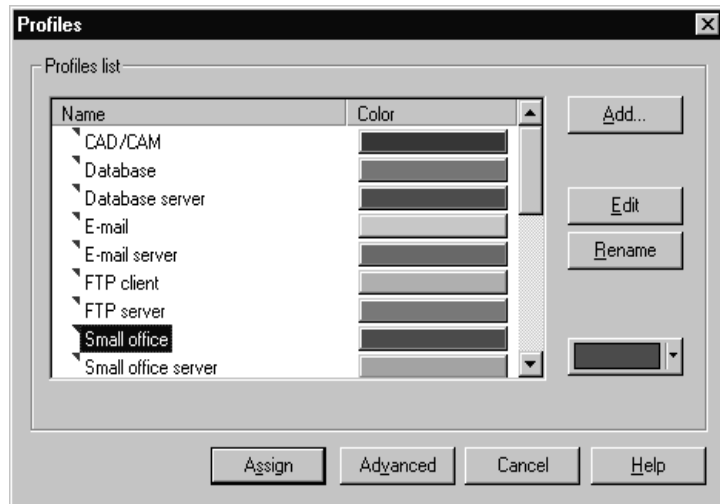 Profiles
Profiles list
Name Color
CAD/CAM
Database
Database server
E-mail
E-mail server
FTP client
FTP server
Small office
Small office server
Add...
Edit
Rename
Assign Advanced Cancel Help